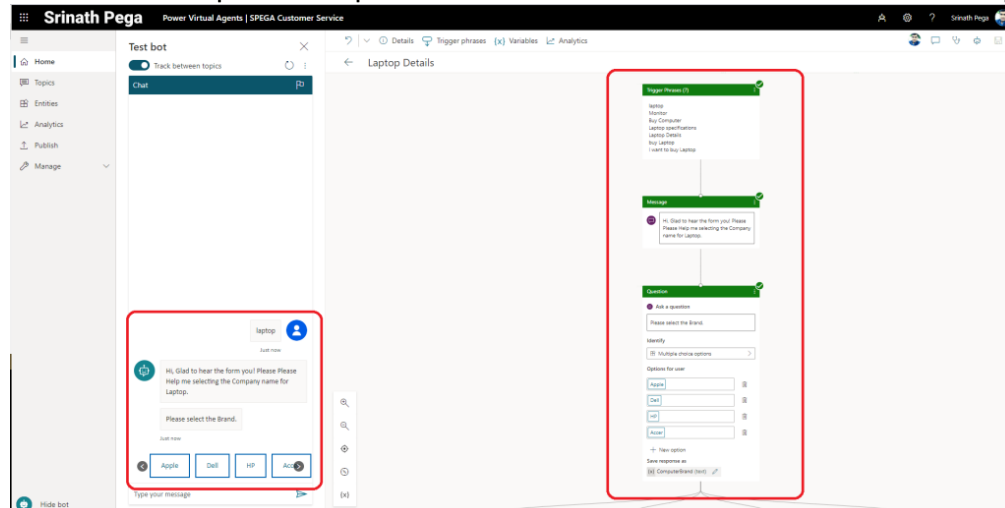 Srinath Pega
Power Virtual Agents | SPEGA Customer Service
Srinath Pega
Home
Topics
Entities
Analytics
Publish
Manage
Hide bot
Test bot
Track between topics
Chat
laptop
Just now
Hi, Glad to hear the form you! Please Please
Help me selecting the Company name for
Laptop.
Please select the Brand.
Just now
Apple
Dell
HP
Type your message
Details
Trigger phrases
{x} Variables
Analytics
Laptop Details
Trigger Phrases (7)
laptop
Monitor
Buy Computer
Laptop specifications
Laptop Details
buy Laptop
I want to buy Laptop
Message
Hi, Glad to hear the form you! Please
Please Help me selecting the Company
name for Laptop.
Question
Ask a question
Please select the Brand.
Identify
Multiple choice options
Options for user
Apple
Dell
HP
Acer
New option
Save response as
{x} ComputerBrand (text)
{x}